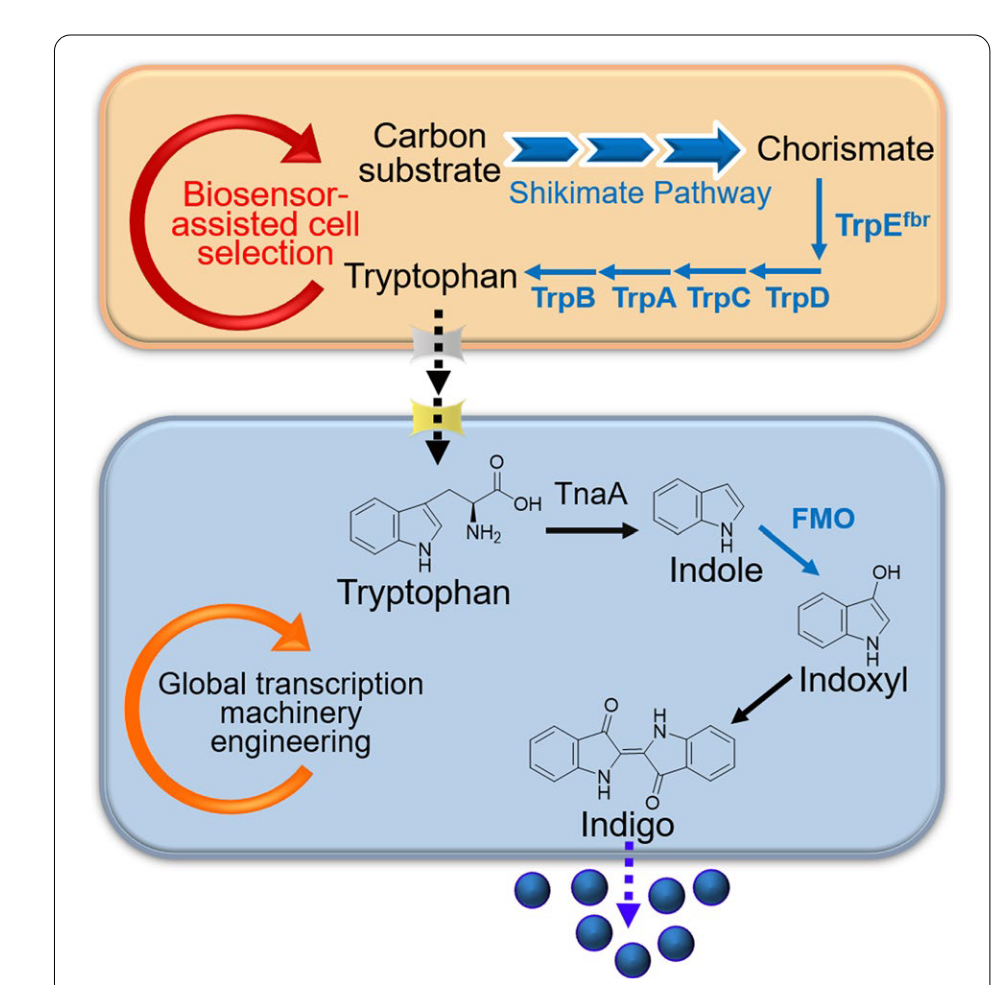 Carbon
substrate
Shikimate Pathway
Chorismate
Biosensor-
assisted cell
selection
TrpEfbr
Tryptophan
TrpB TrpA TrpC TrpD
O
OH
NH2
N
H
Tryptophan
TnaA
N
H
Indole
FMO
OH
N
H
Indoxyl
Global transcription
machinery
engineering
O
H
N
N
H
O
Indigo